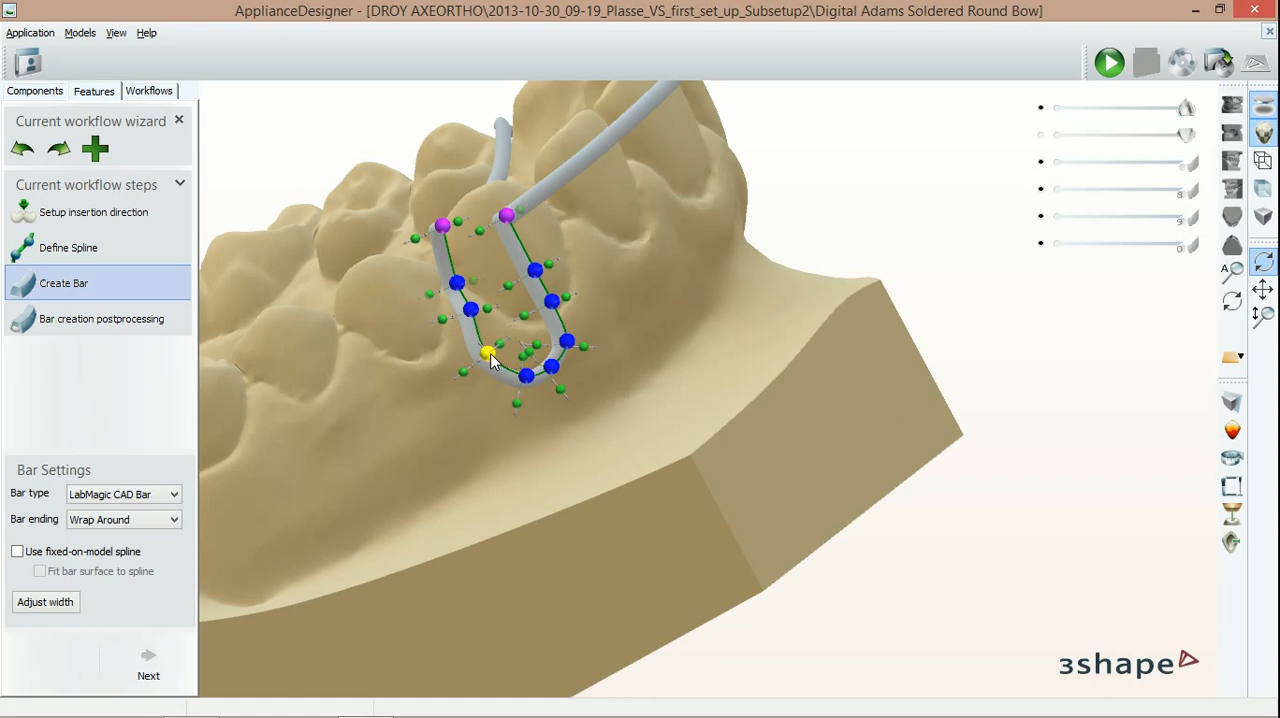 ApplianceDesigner - [DROY AXEORTHO\2013-10-30_09-19_Plasse_VS_first_set_up_Subsetup2\Digital Adams Soldered Round Bow]
Application Models View Help
Components Features Workflows
Current workflow wizard
Current workflow steps
Setup insertion direction
Define Spline
Create Bar
Bar creation postprocessing
Bar Settings
Bar type LabMagic CAD Bar
Bar ending Wrap Around
Use fixed-on-model spline
Fit bar surface to spline
Adjust width
Next
3shape